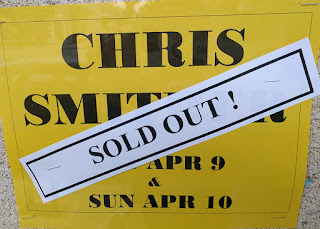 CHRIS
SOLD OUT !
APR 9
&
SUN APR 10